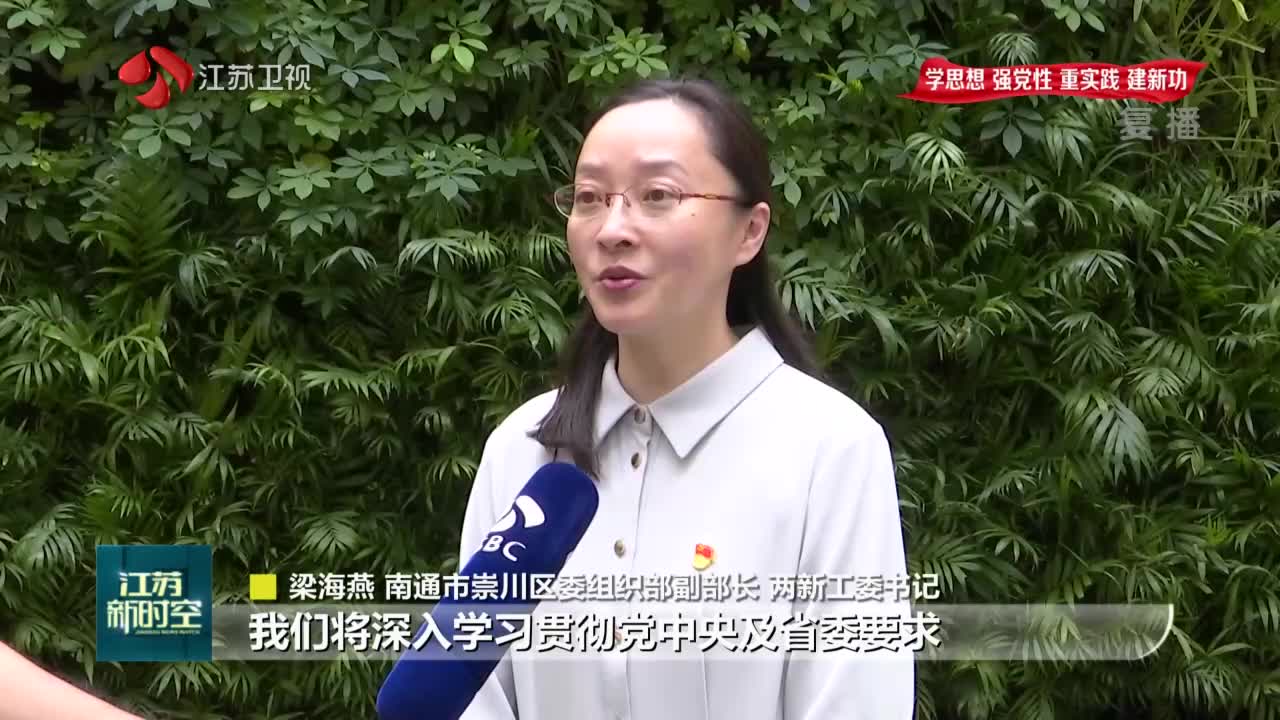 江苏卫视
学思想 强党性 重实践 建新功
复播
BC
梁海燕 南通市崇川区委组织部副部长 两新工委书记
江苏
新时空
我们将深入学习贯彻党中央及省委要求